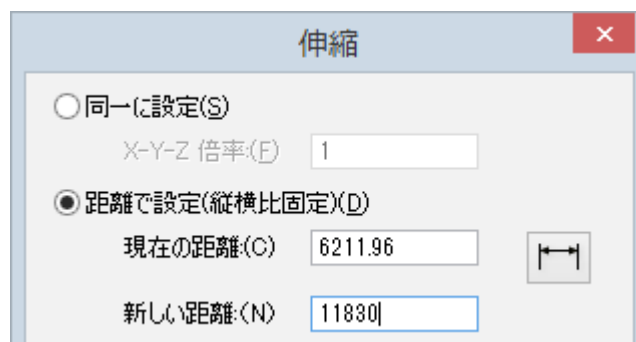 伸縮
同一に設定(S)
X-Y-Z 倍率:(F) 1
距離で設定(縦横比固定)(D)
現在の距離:(C) 6211.96
新しい距離:(N) 11830